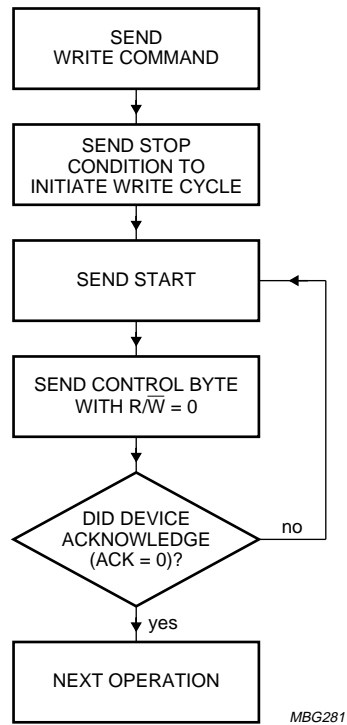 SEND
WRITE COMMAND
SEND STOP
CONDITION TO
INITIATE WRITE CYCLE
SEND START
SEND CONTROL BYTE
WITH R/W̅ = 0
DID DEVICE
ACKNOWLEDGE
(ACK = 0)?
no
yes
NEXT OPERATION
MBG281